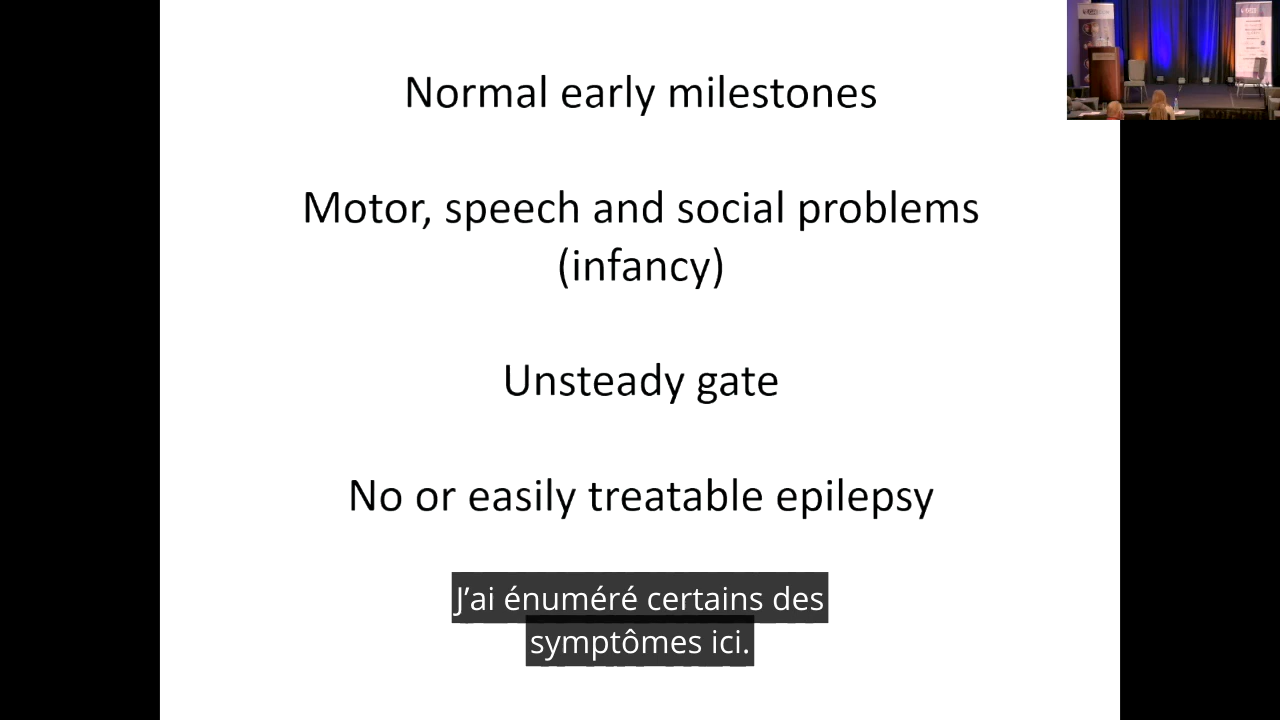 Normal early milestones
Motor, speech and social problems
(infancy)
Unsteady gate
No or easily treatable epilepsy
J’ai énuméré certains des
symptômes ici.